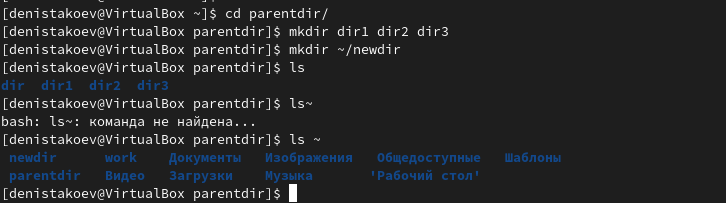 [denistakoev@VirtualBox ~]$ cd parentdir/
[denistakoev@VirtualBox parentdir]$ mkdir dir1 dir2 dir3
[denistakoev@VirtualBox parentdir]$ mkdir ~/newdir
[denistakoev@VirtualBox parentdir]$ ls
dir dir1 dir2 dir3
[denistakoev@VirtualBox parentdir]$ ls~
bash: ls~: команда не найдена...
[denistakoev@VirtualBox parentdir]$ ls ~
newdir work Документы Изображения Общедоступные Шаблоны
parentdir Видео Загрузки Музыка 'Рабочий стол'
[denistakoev@VirtualBox parentdir]$